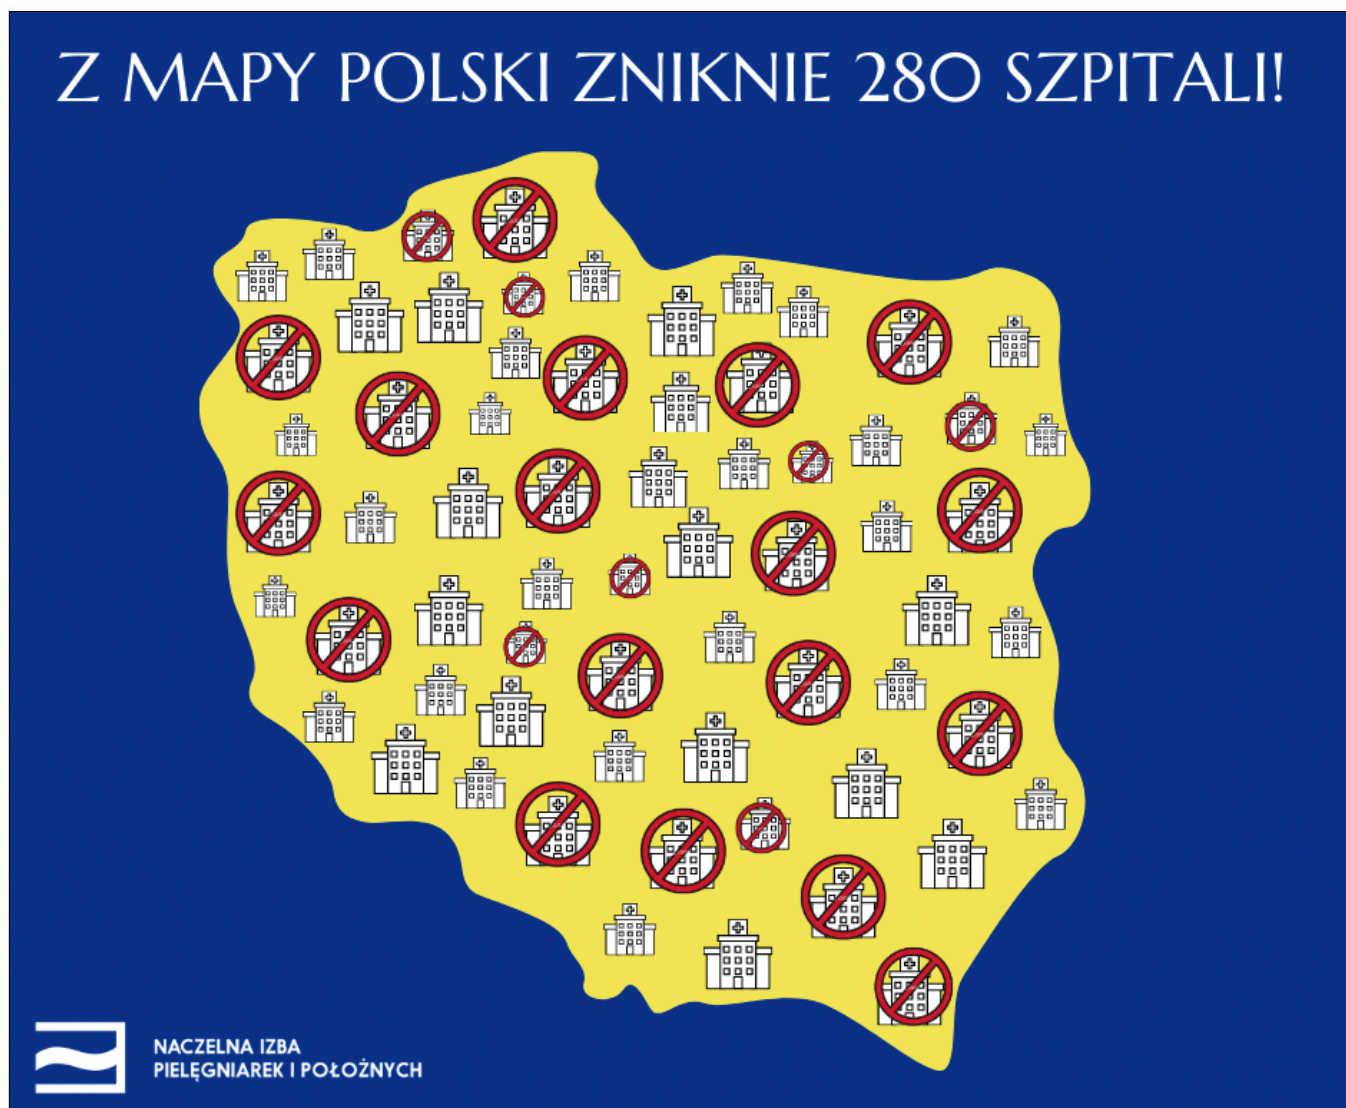 Z MAPY POLSKI ZNIKNIE 280 SZPITALI!
NACZELNA IZBA
PIELĘGNIAREK I POŁOŻNYCH